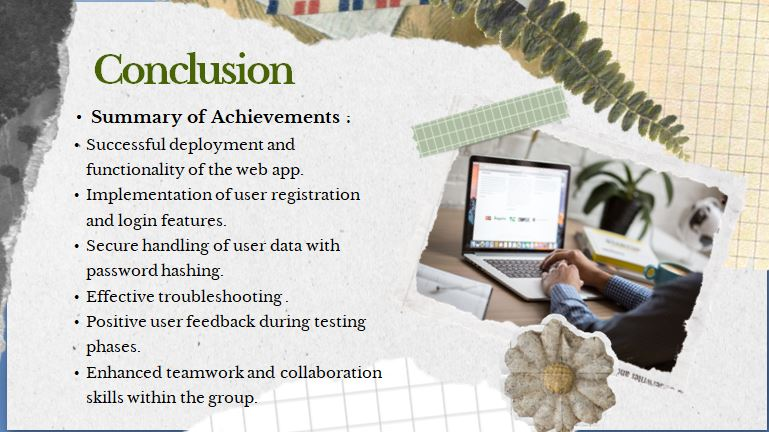 Conclusion
• Summary of Achievements :
• Successful deployment and
functionality of the web app.
• Implementation of user registration
and login features.
• Secure handling of user data with
password hashing.
• Effective troubleshooting .
• Positive user feedback during testing
phases.
• Enhanced teamwork and collaboration
skills within the group.